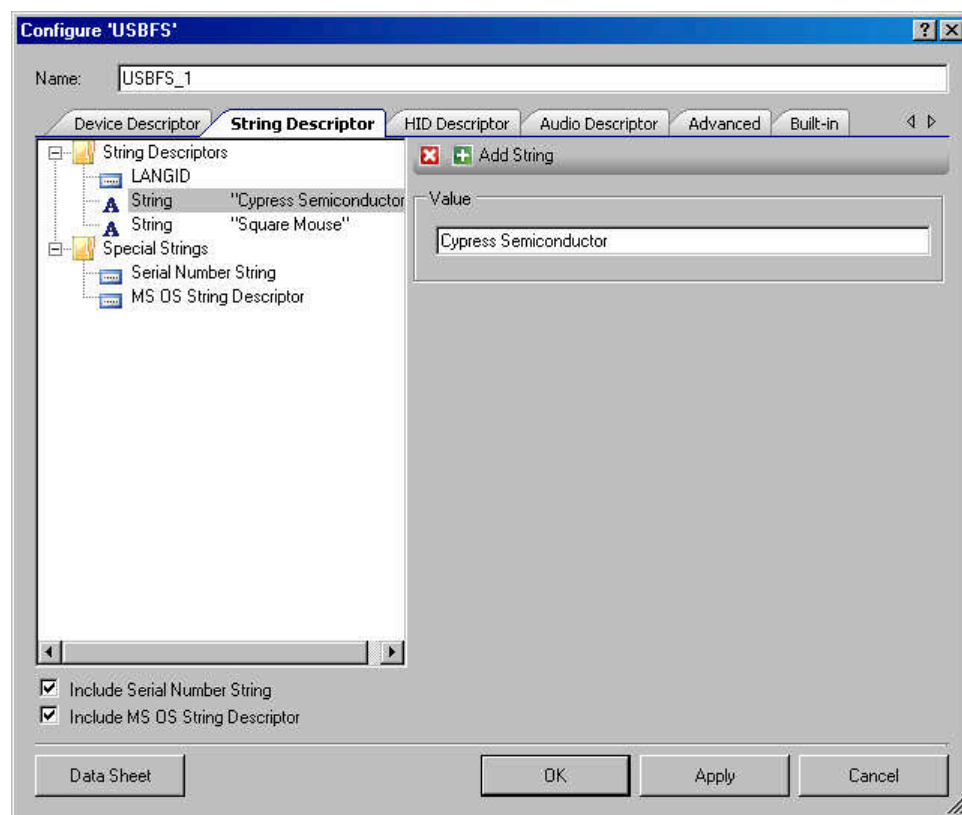 Configure 'USBFS'
Name: USBFS_1
Device Descriptor String Descriptor HID Descriptor Audio Descriptor Advanced Built-in
String Descriptors
LANGID
String "Cypress Semiconductor
String "Square Mouse"
Special Strings
Serial Number String
MS OS String Descriptor
Add String
Value
Cypress Semiconductor
Include Serial Number String
Include MS OS String Descriptor
Data Sheet OK Apply Cancel